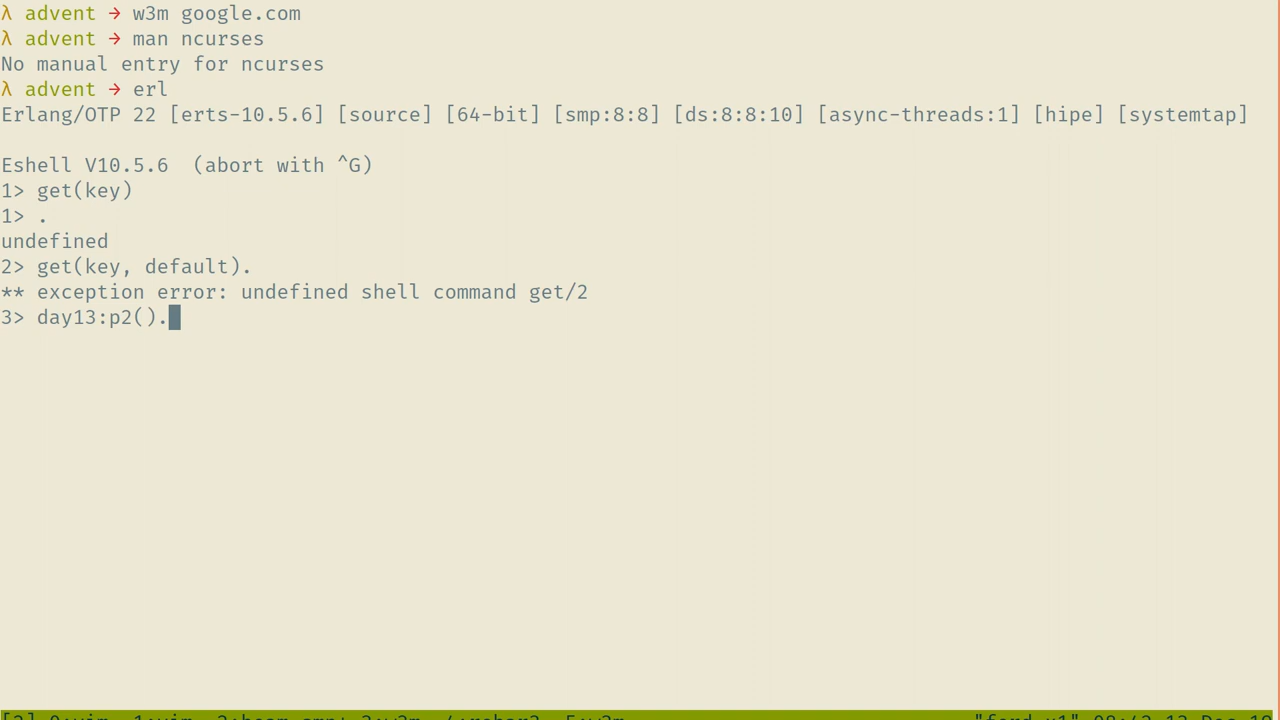 λ advent → w3m google.com
λ advent → man ncurses
No manual entry for ncurses
λ advent → erl
Erlang/OTP 22 [erts-10.5.6] [source] [64-bit] [smp:8:8] [ds:8:8:10] [async-threads:1] [hipe] [systemtap]
Eshell V10.5.6  (abort with ^G)
1> get(key)
1> .
undefined
2> get(key, default).
** exception error: undefined shell command get/2
3> day13:p2().